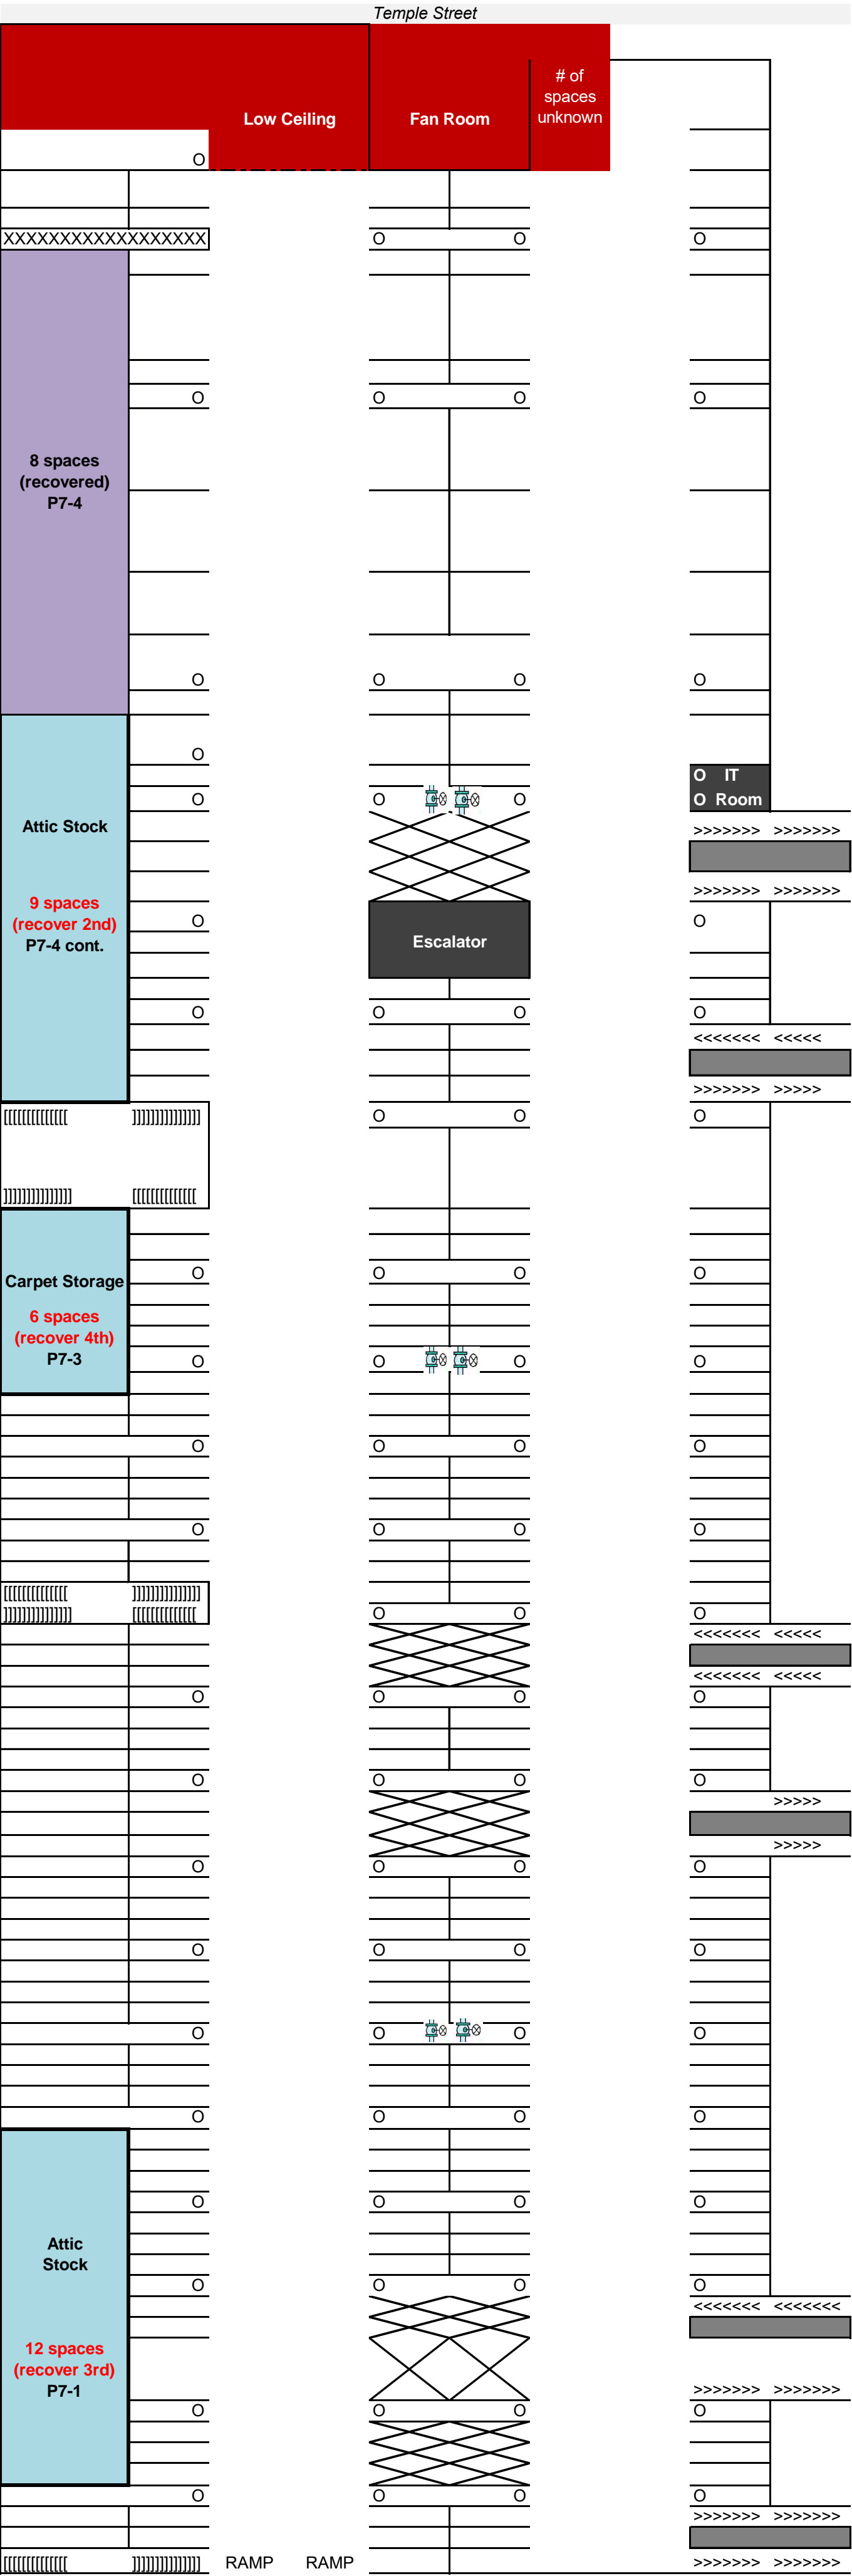 Temple Street
# of
spaces
unknown
Low Ceiling
Fan Room
O
XXXXXXXXXXXXXXXXXX
O O
O
O
O O
O
8 spaces
(recovered)
P7-4
O
O O
O
O
O IT
O Room
O
O O
>>>>>>> >>>>>>>
Attic Stock
>>>>>>> >>>>>>>
9 spaces
(recover 2nd)
P7-4 cont.
O
Escalator
O
O
O O
O
<<<<<<< <<<<<
>>>>>>> >>>>>
[[[[[[[[[[[[[[ ]]]]]]]]]]]]]]]
O O
O
]]]]]]]]]]]]]]] [[[[[[[[[[[[[[
Carpet Storage
O
O O
O
6 spaces
(recover 4th)
P7-3
O
O O
O
O
O O
O
O
O O
O
[[[[[[[[[[[[[[ ]]]]]]]]]]]]]]]
]]]]]]]]]]]]]]] [[[[[[[[[[[[[[
O O
O
<<<<<<< <<<<<
<<<<<<< <<<<<
O
O O
O
O
O O
O
>>>>>
>>>>>
O
O O
O
O
O O
O
O
O O
O
O
O O
O
O
O O
O
Attic
Stock
O
O O
O
<<<<<<< <<<<<<<
12 spaces
(recover 3rd)
P7-1
>>>>>>> >>>>>>>
O
O O
O
O
O O
O
>>>>>>> >>>>>>>
[[[[[[[[[[[[[[ ]]]]]]]]]]]]]]]
RAMP RAMP
>>>>>>> >>>>>>>